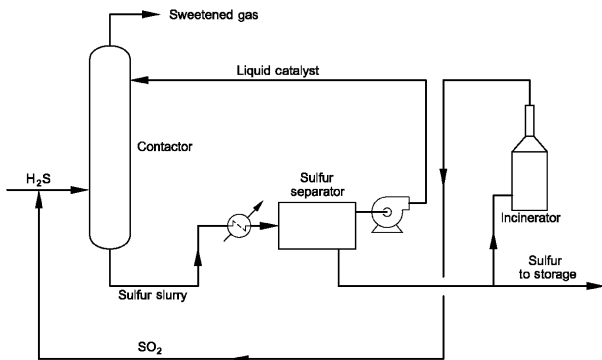 Sweetened gas
Liquid catalyst
Contactor
H₂S
Sulfur
separator
Incinerator
Sulfur
to storage
Sulfur slurry
SO₂